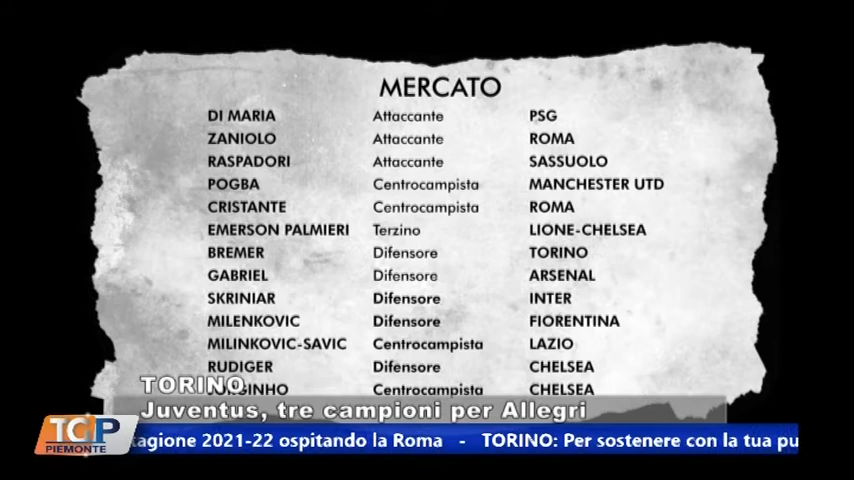 MERCATO
DI MARIA Attaccante PSG
ZANIOLO Attaccante ROMA
RASPADORI Attaccante SASSUOLO
POGBA Centrocampista MANCHESTER UTD
CRISTANTE Centrocampista ROMA
EMERSON PALMIERI Terzino LIONE-CHELSEA
BREMER Difensore TORINO
GABRIEL Difensore ARSENAL
SKRINIAR Difensore INTER
MILENKOVIC Difensore FIORENTINA
MILINKOVIC-SAVIC Centrocampista LAZIO
RUDIGER Difensore CHELSEA
Centrocampista CHELSEA
TORINO
Juventus, tre campioni per Allegri
TGP
PIEMONTE
tagione 2021-22 ospitando la Roma - TORINO: Per sostenere con la tua pu